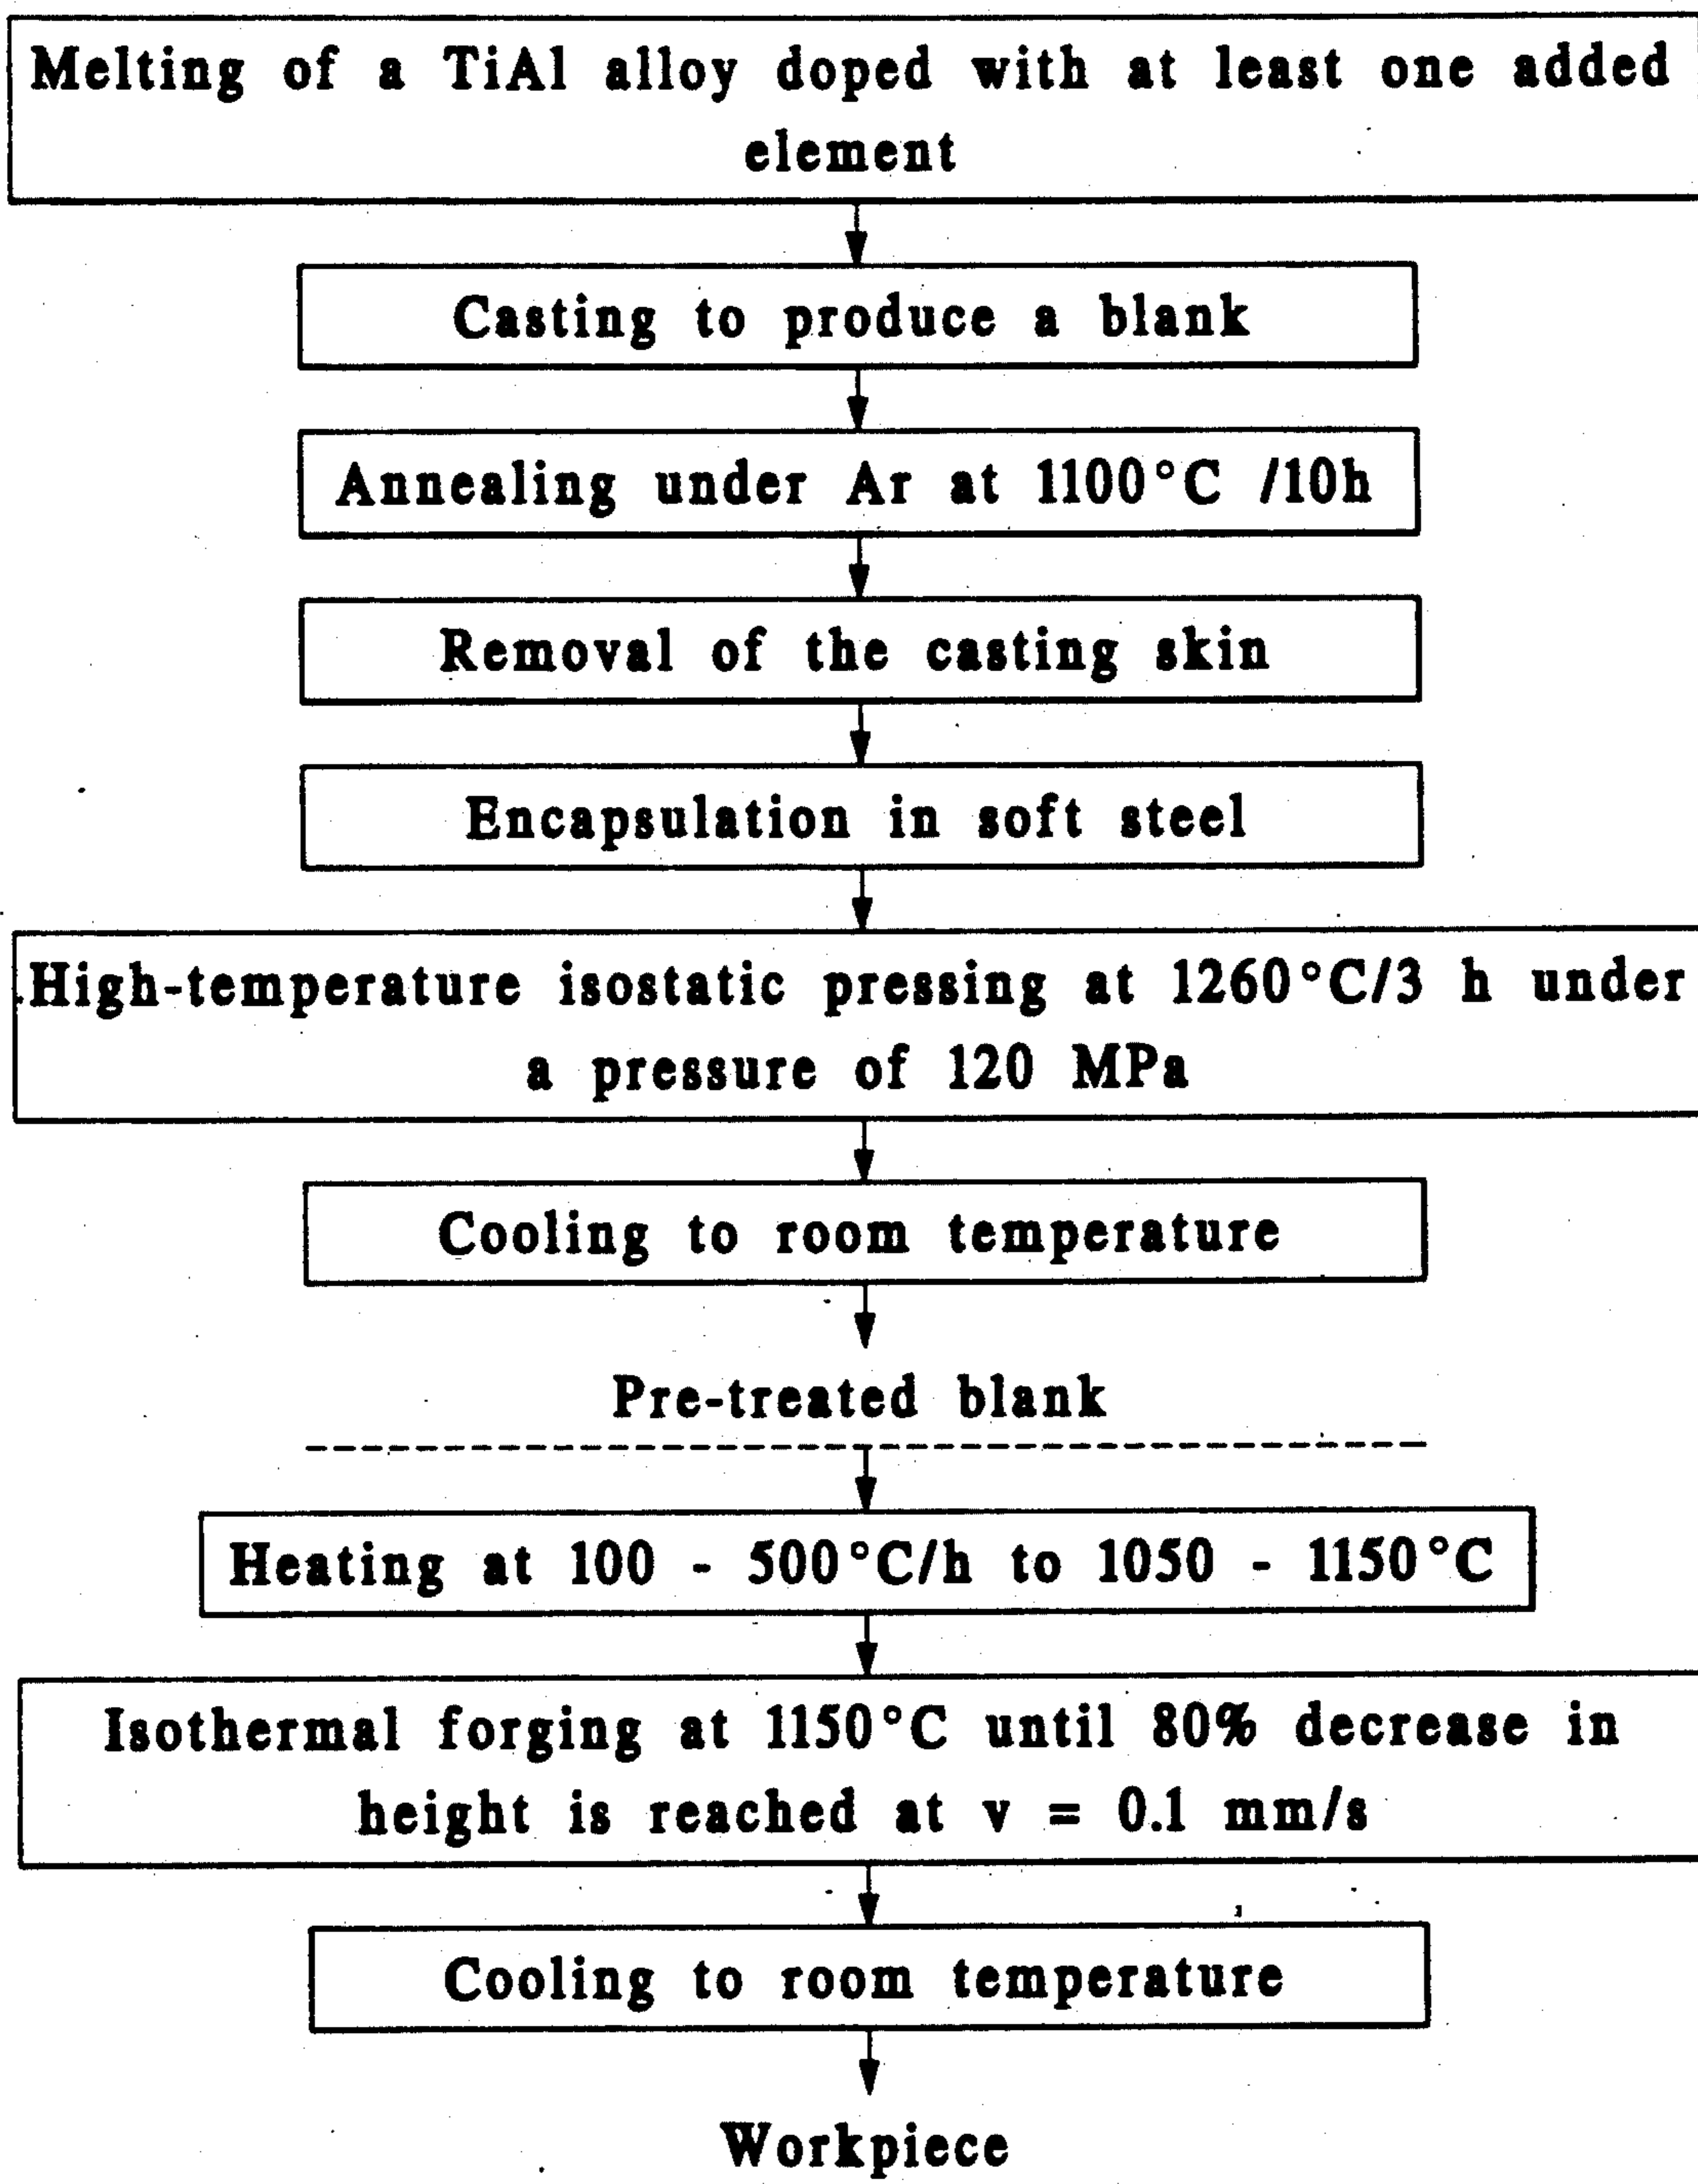 Melting of a TiAl alloy doped with at least one added
element
Casting to produce a blank
Annealing under Ar at 1100°C /10h
Removal of the casting skin
Encapsulation in soft steel
High-temperature isostatic pressing at 1260°C/3 h under
a pressure of 120 MPa
Cooling to room temperature
Pre-treated blank
Heating at 100 - 500°C/h to 1050 - 1150°C
Isothermal forging at 1150°C until 80% decrease in
height is reached at v = 0.1 mm/s
Cooling to room temperature
Workpiece